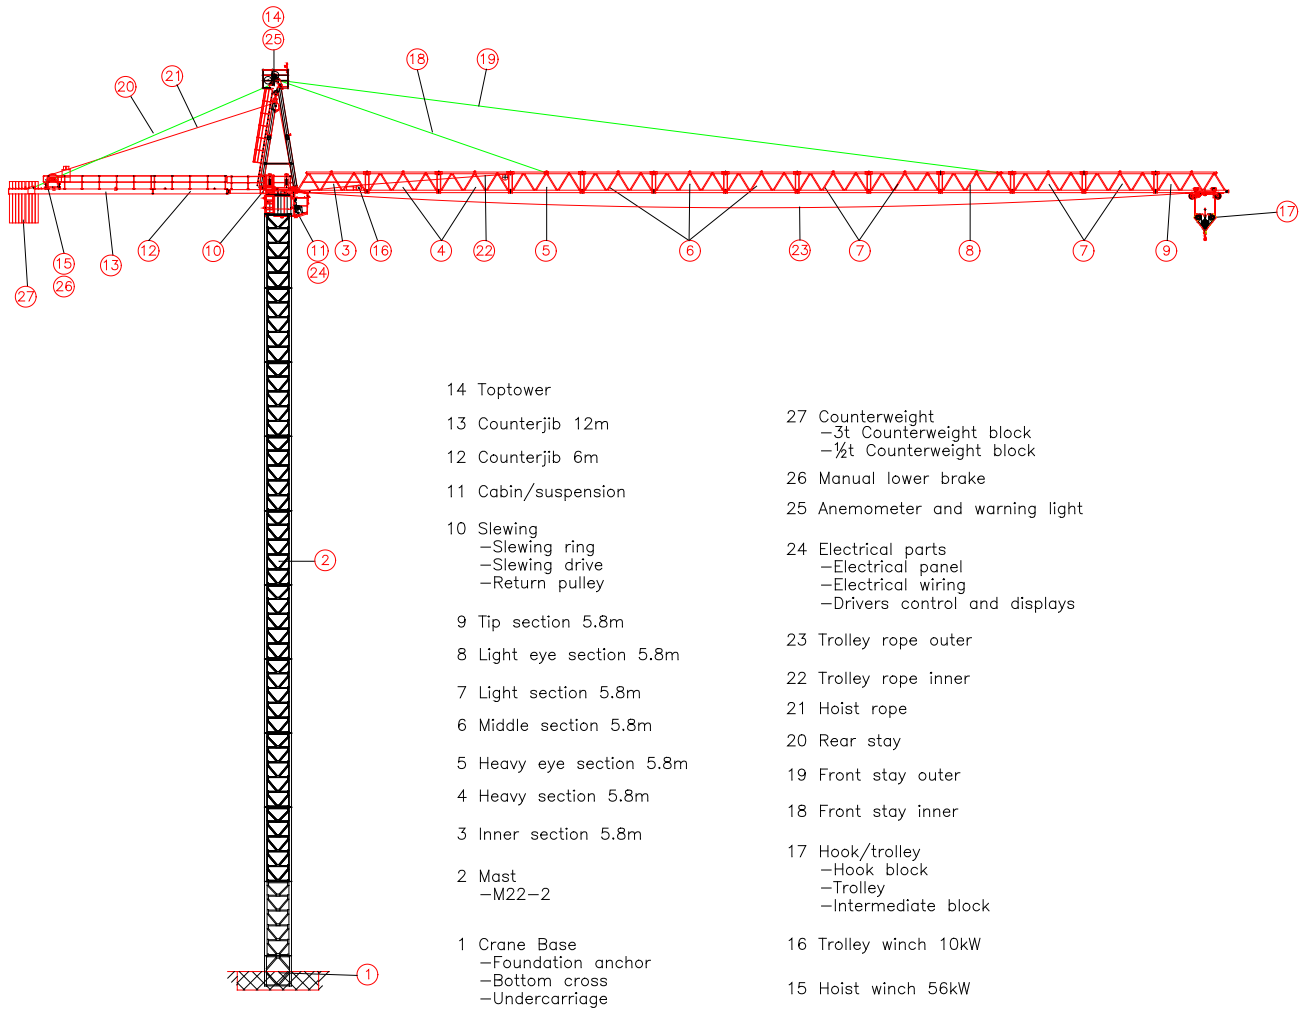 14
25
18
19
21
20
17
15
26
27
13
12
10
11
24
3
16
4
22
5
6
23
7
8
7
9
2
1
14 Toptower
13 Counterjib 12m
12 Counterjib 6m
11 Cabin/suspension
10 Slewing
-Slewing ring
-Slewing drive
-Return pulley
9 Tip section 5.8m
8 Light eye section 5.8m
7 Light section 5.8m
6 Middle section 5.8m
5 Heavy eye section 5.8m
4 Heavy section 5.8m
3 Inner section 5.8m
2 Mast
-M22-2
1 Crane Base
-Foundation anchor
-Bottom cross
-Undercarriage
27 Counterweight
-3t Counterweight block
-½t Counterweight block
26 Manual lower brake
25 Anemometer and warning light
24 Electrical parts
-Electrical panel
-Electrical wiring
-Drivers control and displays
23 Trolley rope outer
22 Trolley rope inner
21 Hoist rope
20 Rear stay
19 Front stay outer
18 Front stay inner
17 Hook/trolley
-Hook block
-Trolley
-Intermediate block
16 Trolley winch 10kW
15 Hoist winch 56kW